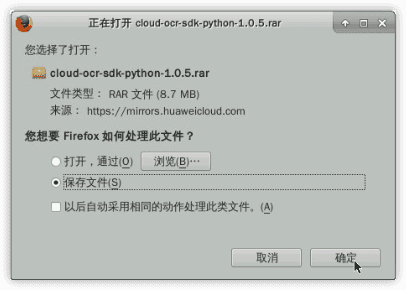 正在打开 cloud-ocr-sdk-python-1.0.5.rar
您选择了打开：
cloud-ocr-sdk-python-1.0.5.rar
文件类型： RAR 文件 (8.7 MB)
来源： https://mirrors.huaweicloud.com
您想要 Firefox 如何处理此文件？
打开，通过(O) 浏览(B)…
保存文件(S)
以后自动采用相同的动作处理此类文件。(A)
取消 确定